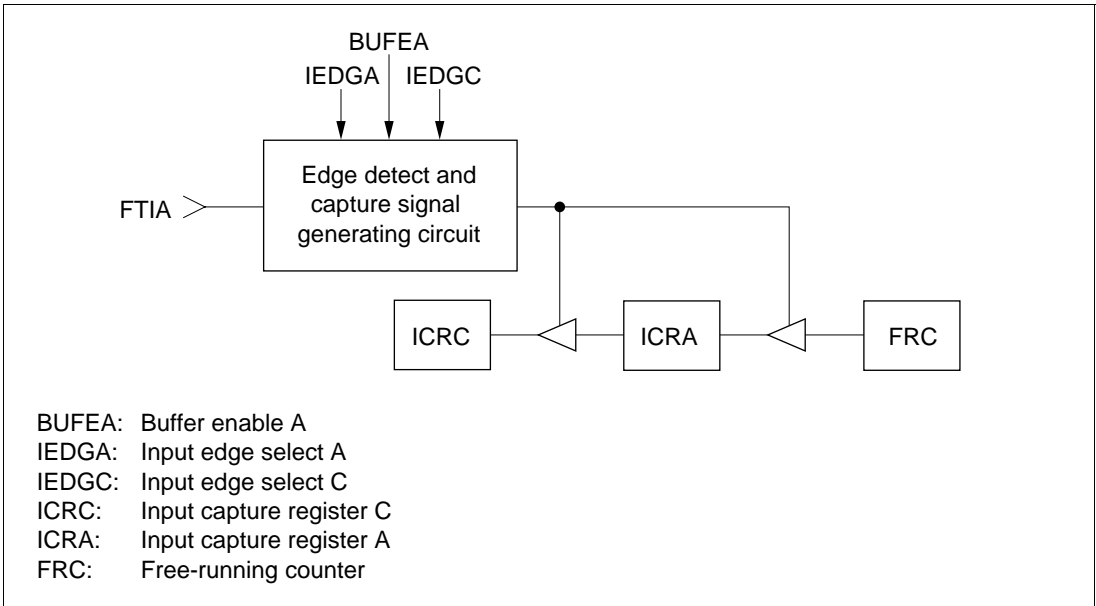 BUFEA
IEDGA IEDGC
Edge detect and
capture signal
generating circuit
FTIA
ICRC
ICRA
FRC
BUFEA: Buffer enable A
IEDGA: Input edge select A
IEDGC: Input edge select C
ICRC: Input capture register C
ICRA: Input capture register A
FRC: Free-running counter